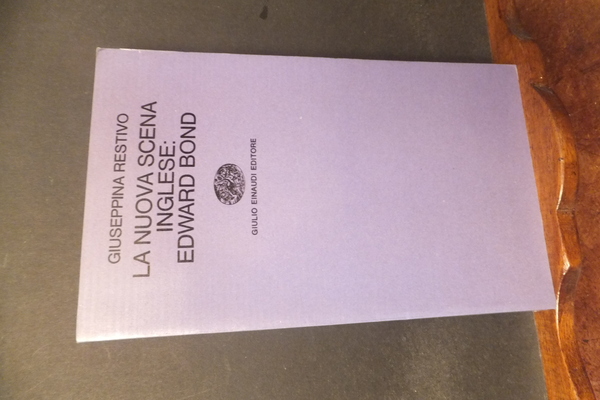 GIUSEPPINA RESTIVO
LA NUOVA SCENA
INGLESE:
EDWARD BOND
GIULIO EINAUDI EDITORE